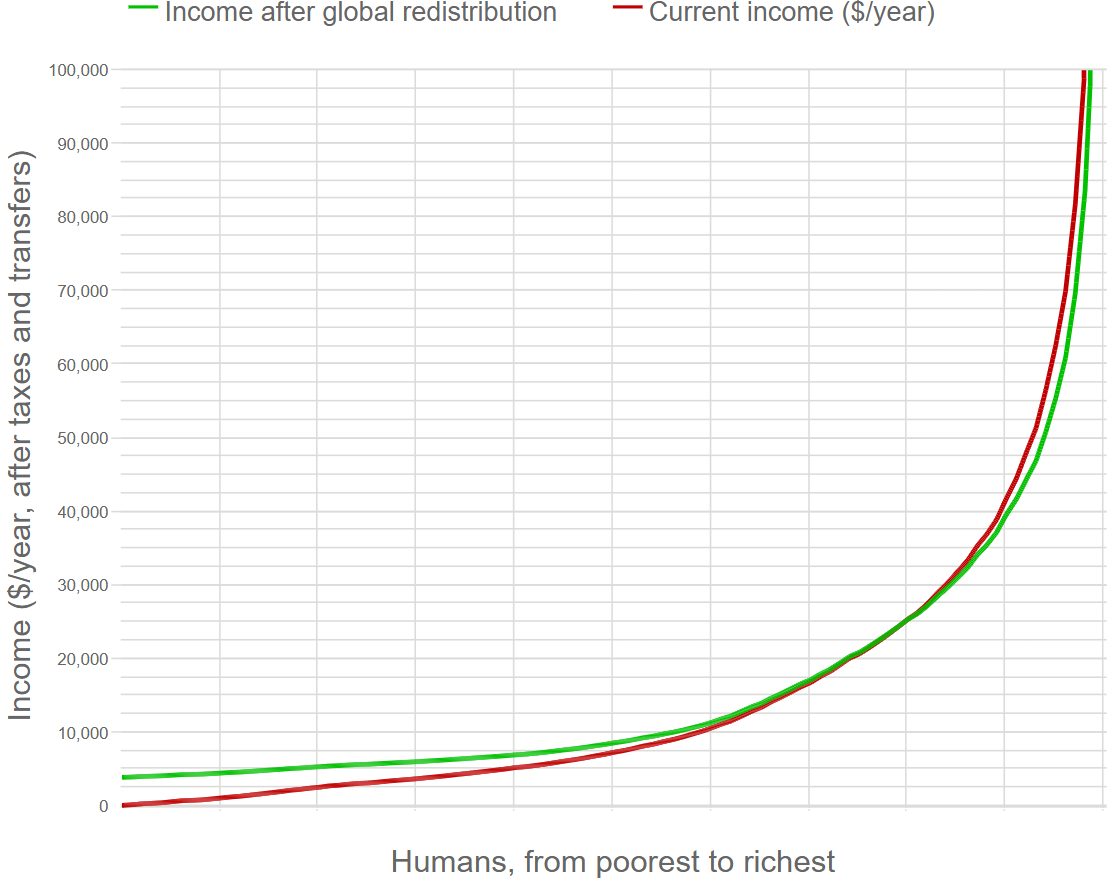 Income after global redistribution
Current income ($/year)
100,000
90,000
80,000
70,000
60,000
50,000
40,000
30,000
20,000
10,000
0
Income ($/year, after taxes and transfers)
Humans, from poorest to richest